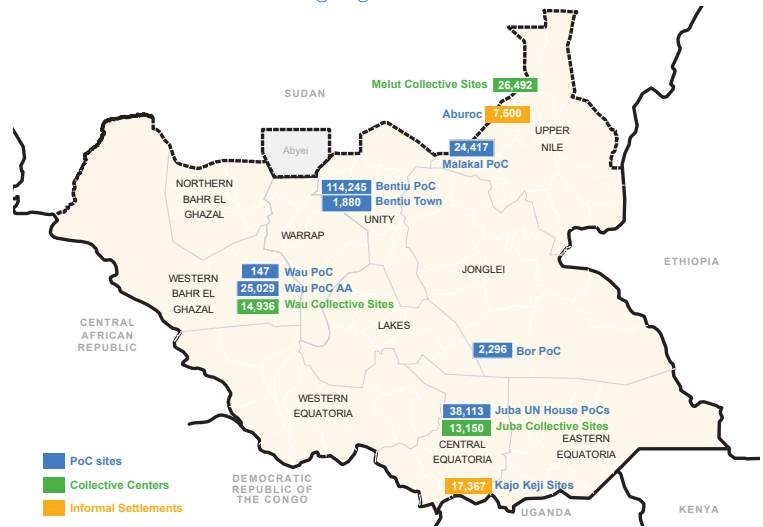 Melut Collective Sites 26,492
SUDAN
Aburoc 7,500
UPPER
NILE
24,417
Malakal PoC
Abyei
NORTHERN
BAHR EL
GHAZAL
114,245 Bentiu PoC
1,880 Bentiu Town
UNITY
WARRAP
ETHIOPIA
JONGLEI
WESTERN
BAHR EL
GHAZAL
147 Wau PoC
25,029 Wau PoC AA
14,936 Wau Collective Sites
CENTRAL
AFRICAN
REPUBLIC
LAKES
2,296 Bor PoC
WESTERN
EQUATORIA
38,113 Juba UN House PoCs
13,150 Juba Collective Sites
CENTRAL
EQUATORIA
EASTERN
EQUATORIA
PoC sites
Collective Centers
Informal Settlements
DEMOCRATIC
REPUBLIC OF
THE CONGO
17,367 Kajo Keji Sites
UGANDA
KENYA